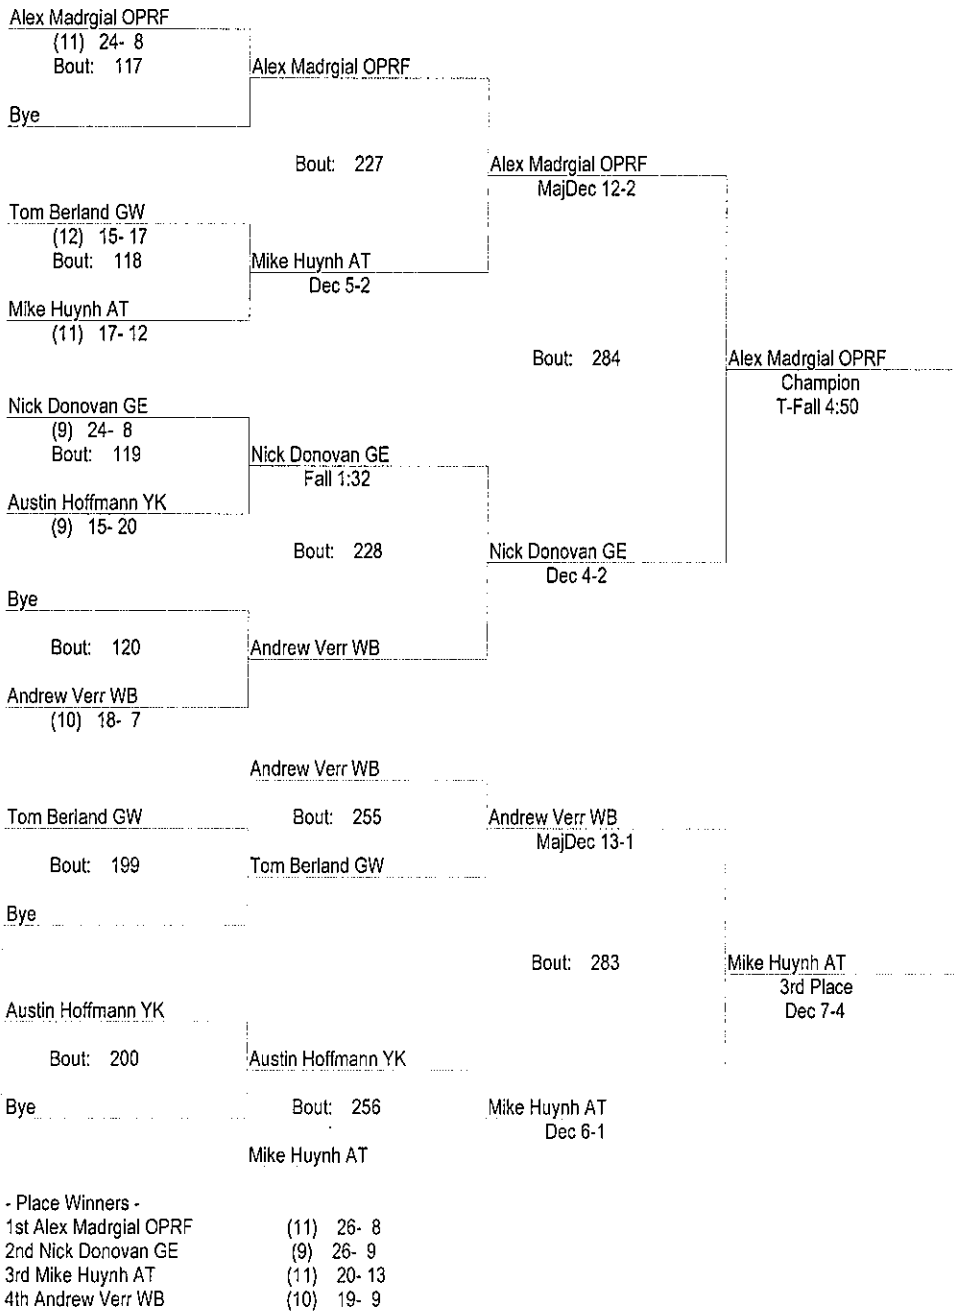 Alex Madrgial OPRF
(11) 24- 8
Bout: 117
Alex Madrgial OPRF
Bye
Bout: 227
Alex Madrgial OPRF
MajDec 12-2
Tom Berland GW
(12) 15- 17
Bout: 118
Mike Huynh AT
Dec 5-2
Mike Huynh AT
(11) 17- 12
Bout: 284
Alex Madrgial OPRF
Champion
T-Fall 4:50
Nick Donovan GE
(9) 24- 8
Bout: 119
Nick Donovan GE
Fall 1:32
Austin Hoffmann YK
(9) 15- 20
Bout: 228
Nick Donovan GE
Dec 4-2
Bye
Bout: 120
Andrew Verr WB
Andrew Verr WB
(10) 18- 7
Andrew Verr WB
Tom Berland GW
Bout: 255
Andrew Verr WB
MajDec 13-1
Bout: 199
Tom Berland GW
Bye
Bout: 283
Mike Huynh AT
3rd Place
Dec 7-4
Austin Hoffmann YK
Bout: 200
Austin Hoffmann YK
Bye
Bout: 256
Mike Huynh AT
Dec 6-1
Mike Huynh AT
- Place Winners -
1st Alex Madrgial OPRF (11) 26- 8
2nd Nick Donovan GE (9) 26- 9
3rd Mike Huynh AT (11) 20- 13
4th Andrew Verr WB (10) 19- 9